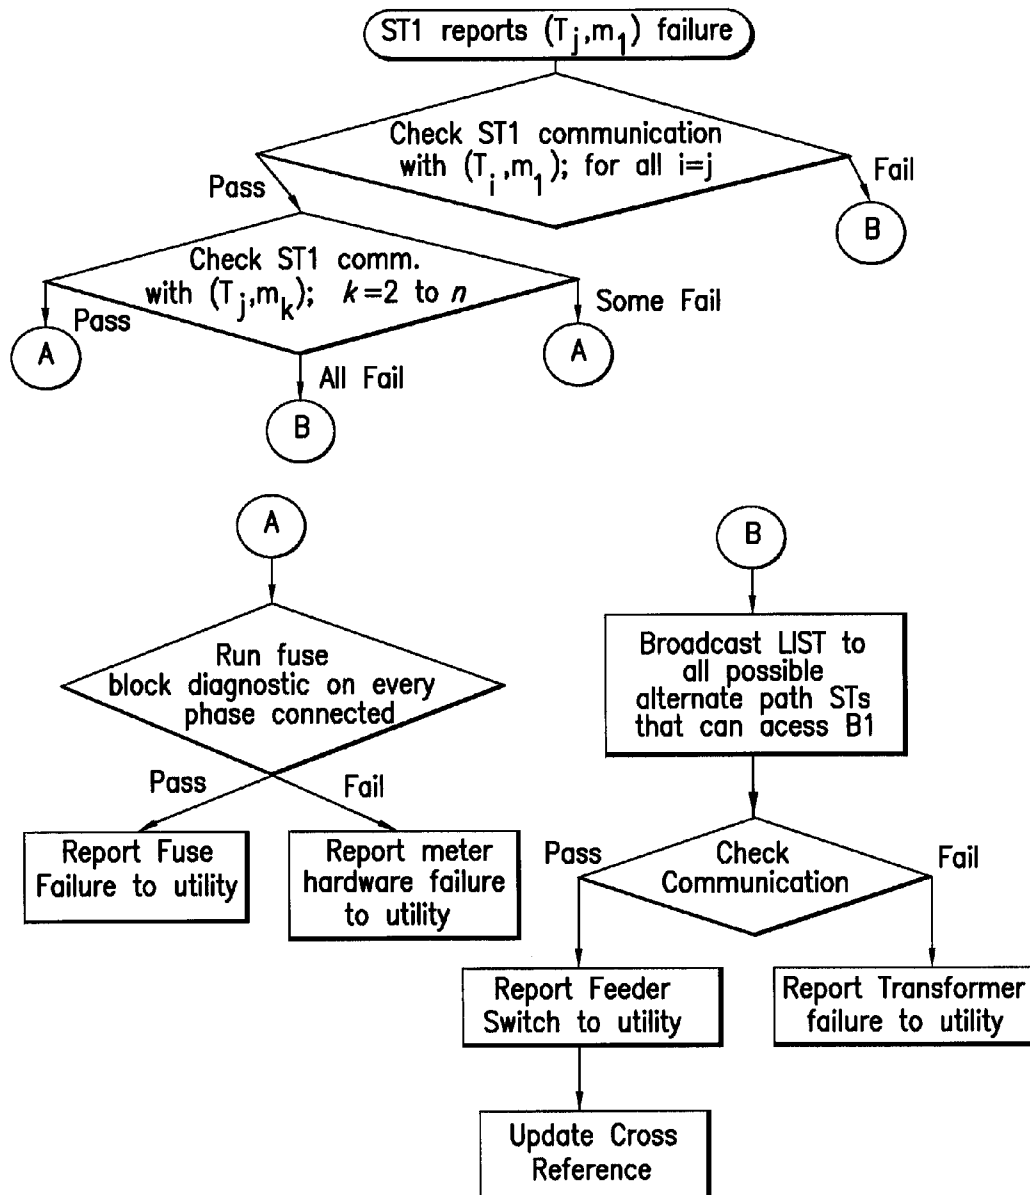 ST1 reports (Tj,m1) failure
Check ST1 communication
with (Ti,m1); for all i=j
Pass
Fail
B
Check ST1 comm.
with (Tj,mk); k=2 to n
Pass
Some Fail
A
A
All Fail
B
A
Run fuse
block diagnostic on every
phase connected
Pass
Fail
Report Fuse
Failure to utility
Report meter
hardware failure
to utility
B
Broadcast LIST to
all possible
alternate path STs
that can acess B1
Pass
Check
Communication
Fail
Report Feeder
Switch to utility
Report Transformer
failure to utility
Update Cross
Reference